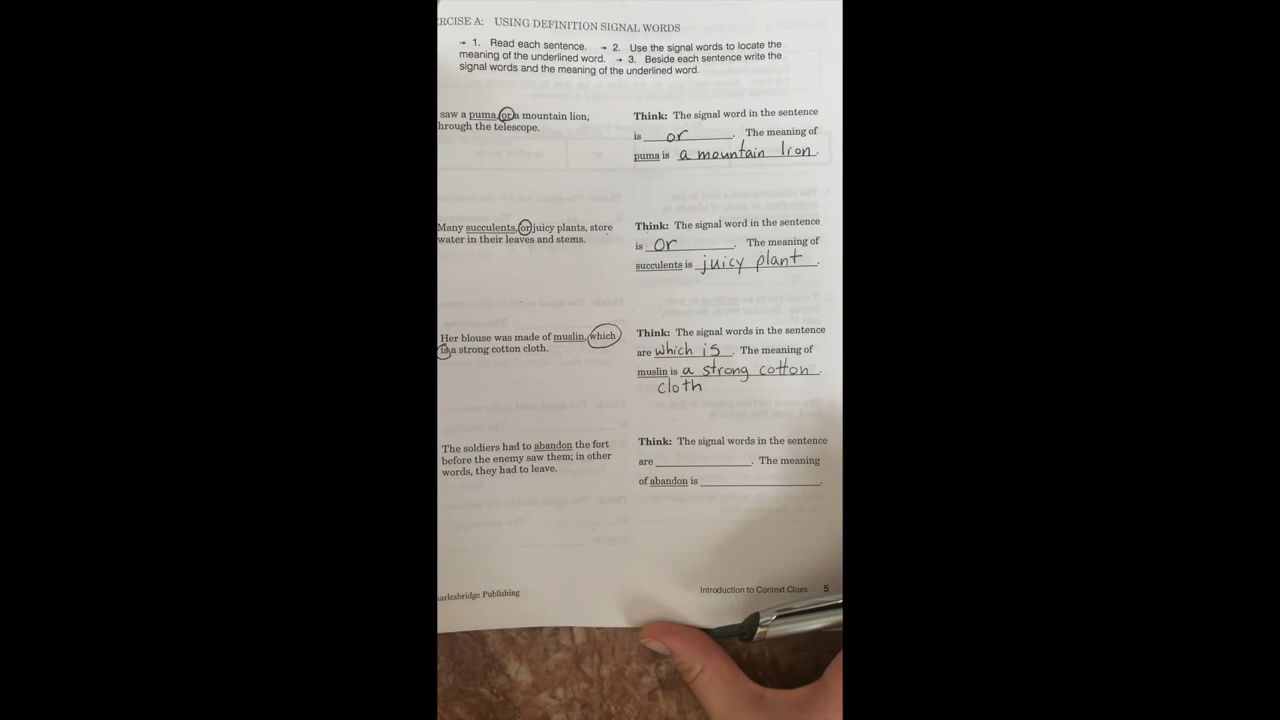 RCISE A: USING DEFINITION SIGNAL WORDS
→ 1. Read each sentence. → 2. Use the signal words to locate the
meaning of the underlined word. → 3. Beside each sentence write the
signal words and the meaning of the underlined word.
saw a puma, or a mountain lion,
hrough the telescope.
Think: The signal word in the sentence
is or. The meaning of
puma is a mountain lion.
Many succulents, or juicy plants, store
water in their leaves and stems.
Think: The signal word in the sentence
is or. The meaning of
succulents is juicy plant.
Her blouse was made of muslin, which
is a strong cotton cloth.
Think: The signal words in the sentence
are which is. The meaning of
muslin is a strong cotton.
cloth
The soldiers had to abandon the fort
before the enemy saw them; in other
words, they had to leave.
Think: The signal words in the sentence
are ____________. The meaning
of abandon is ____________.
arlesbridge Publishing
Introduction to Context Clues 5